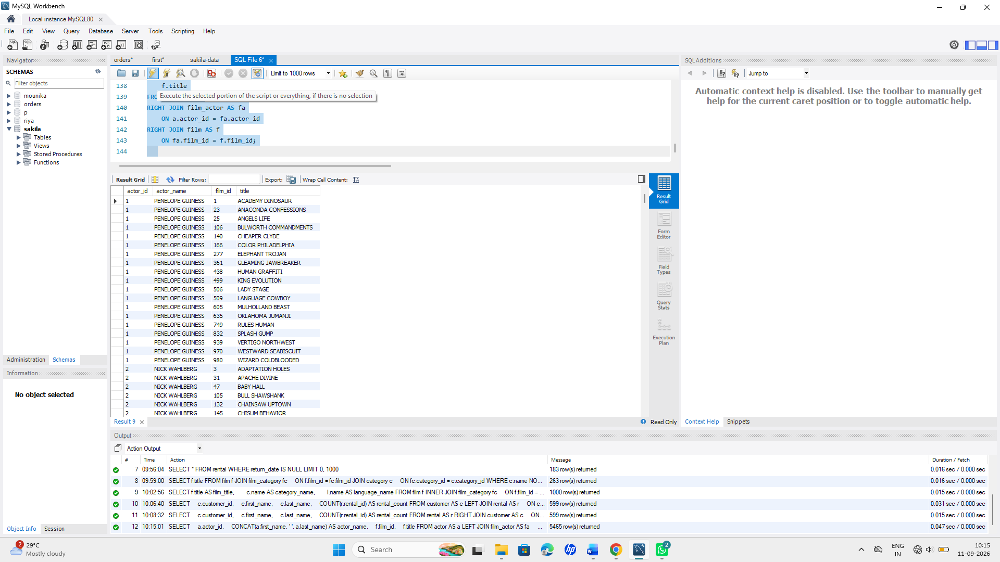 MySQL Workbench
Local instance MySQL80
File Edit View Query Database Server Tools Scripting Help
Navigator
SCHEMAS
Filter objects
mounika
orders
p
riya
sakila
Tables
Views
Stored Procedures
Functions
Administration Schemas
Information
No object selected
Object Info Session
orders* first* sakila-data SQL File 6*
Limit to 1000 rows
138 f.title
139 FRO
Execute the selected portion of the script or everything, if there is no selection
140 RIGHT JOIN film_actor AS fa
141 ON a.actor_id = fa.actor_id
142 RIGHT JOIN film AS f
143 ON fa.film_id = f.film_id;
144
Result Grid Filter Rows: Export: Wrap Cell Content:
actor_id actor_name film_id title
1 PENELOPE GUINESS 1 ACADEMY DINOSAUR
1 PENELOPE GUINESS 23 ANACONDA CONFESSIONS
1 PENELOPE GUINESS 25 ANGELS LIFE
1 PENELOPE GUINESS 106 BULWORTH COMMANDMENTS
1 PENELOPE GUINESS 140 CHEAPER CLYDE
1 PENELOPE GUINESS 166 COLOR PHILADELPHIA
1 PENELOPE GUINESS 277 ELEPHANT TROJAN
1 PENELOPE GUINESS 361 GLEAMING JAWBREAKER
1 PENELOPE GUINESS 438 HUMAN GRAFFITI
1 PENELOPE GUINESS 499 KING EVOLUTION
1 PENELOPE GUINESS 506 LADY STAGE
1 PENELOPE GUINESS 509 LANGUAGE COWBOY
1 PENELOPE GUINESS 605 MULHOLLAND BEAST
1 PENELOPE GUINESS 635 OKLAHOMA JUMANJI
1 PENELOPE GUINESS 749 RULES HUMAN
1 PENELOPE GUINESS 832 SPLASH GUMP
1 PENELOPE GUINESS 939 VERTIGO NORTHWEST
1 PENELOPE GUINESS 970 WESTWARD SEABISCUIT
1 PENELOPE GUINESS 980 WIZARD COLDBLOODED
2 NICK WAHLBERG 3 ADAPTATION HOLES
2 NICK WAHLBERG 31 APACHE DIVINE
2 NICK WAHLBERG 47 BABY HALL
2 NICK WAHLBERG 105 BULL SHAWSHANK
2 NICK WAHLBERG 132 CHAINSAW UPTOWN
2 NICK WAHLBERG 145 CHISUM BEHAVIOR
Result Grid
Form Editor
Field Types
Query Stats
Execution Plan
Result 9
Read Only
SQLAdditions
Jump to
Automatic context help is disabled. Use the toolbar to manually get
help for the current caret position or to toggle automatic help.
Context Help Snippets
Output
Action Output
# Time Action Message Duration / Fetch
7 09:56:04 SELECT * FROM rental WHERE return_date IS NULL LIMIT 0, 1000 183 row(s) returned 0.016 sec / 0.000 sec
8 09:59:00 SELECT f.title FROM film f JOIN film_category fc ON f.film_id = fc.film_id JOIN category c ON fc.category_id = c.category_id WHERE c.name NO... 263 row(s) returned 0.016 sec / 0.000 sec
9 10:02:56 SELECT f.title AS film_title, c.name AS category_name, l.name AS language_name FROM film f INNER JOIN film_category fc ON f.film_id = ... 1000 row(s) returned 0.015 sec / 0.000 sec
10 10:06:40 SELECT c.customer_id, c.first_name, c.last_name, COUNT(r.rental_id) AS rental_count FROM customer AS c LEFT JOIN rental AS r ON c... 599 row(s) returned 0.031 sec / 0.000 sec
11 10:08:32 SELECT c.customer_id, c.first_name, c.last_name, COUNT(r.rental_id) AS rental_count FROM rental AS r RIGHT JOIN customer AS c ON... 599 row(s) returned 0.015 sec / 0.000 sec
12 10:15:01 SELECT a.actor_id, CONCAT(a.first_name, ' ', a.last_name) AS actor_name, f.film_id, f.title FROM actor AS a LEFT JOIN film_actor AS fa ... 5465 row(s) returned 0.047 sec / 0.000 sec
2
29°C
Mostly cloudy
Search
2
ENG
IN
10:15
11-09-2026